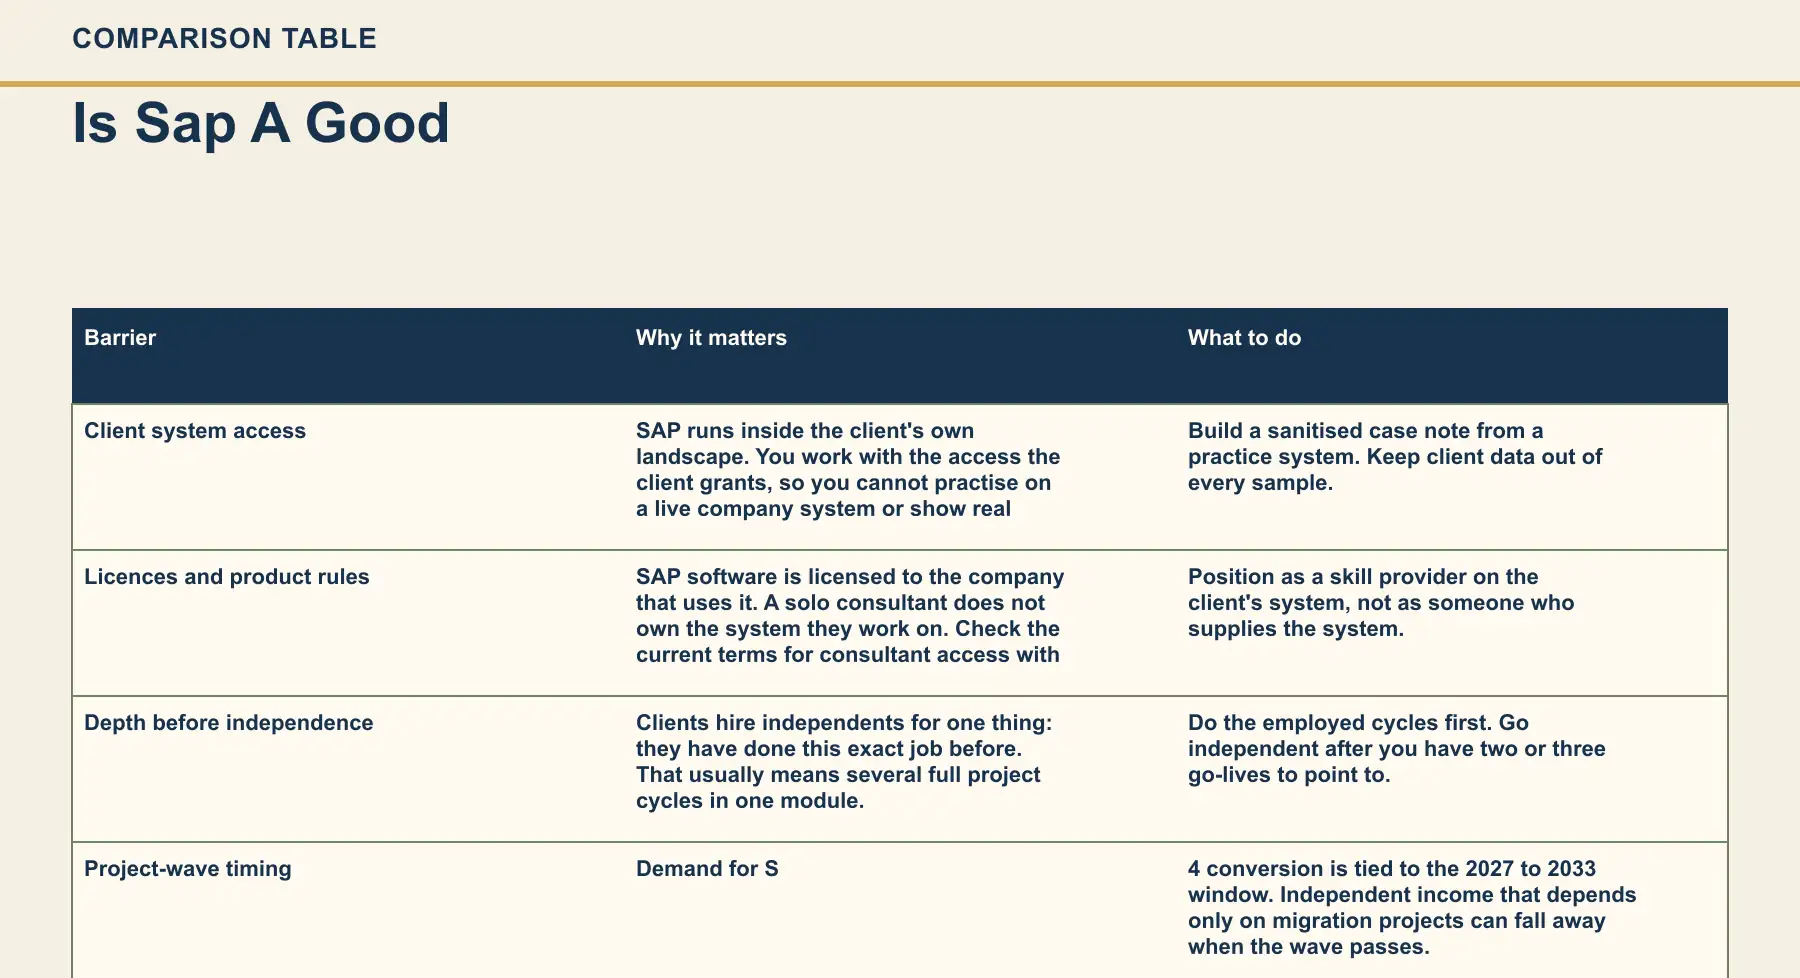 COMPARISON TABLE
Is Sap A Good
Barrier
Why it matters
What to do
Client system access
SAP runs inside the client's own
landscape. You work with the access the
client grants, so you cannot practise on
a live company system or show real
Build a sanitised case note from a
practice system. Keep client data out of
every sample.
Licences and product rules
SAP software is licensed to the company
that uses it. A solo consultant does not
own the system they work on. Check the
current terms for consultant access with
Position as a skill provider on the
client's system, not as someone who
supplies the system.
Depth before independence
Clients hire independents for one thing:
they have done this exact job before.
That usually means several full project
cycles in one module.
Do the employed cycles first. Go
independent after you have two or three
go-lives to point to.
Project-wave timing
Demand for S
4 conversion is tied to the 2027 to 2033
window. Independent income that depends
only on migration projects can fall away
when the wave passes.